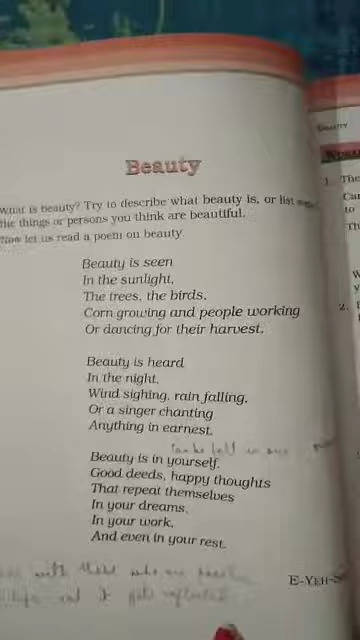 Beauty
What is beauty? Try to describe what beauty is, or list
the things or persons you think are beautiful.
Now let us read a poem on beauty
Beauty is seen
In the sunlight,
The trees, the birds,
Corn growing and people working
Or dancing for their harvest.
Beauty is heard
In the night,
Wind sighing, rain falling,
Or a singer chanting
Anything in earnest.
Beauty is in yourself.
Good deeds, happy thoughts
That repeat themselves
In your dreams,
In your work,
And even in your rest.
E-YEH-
1. The
to
2.